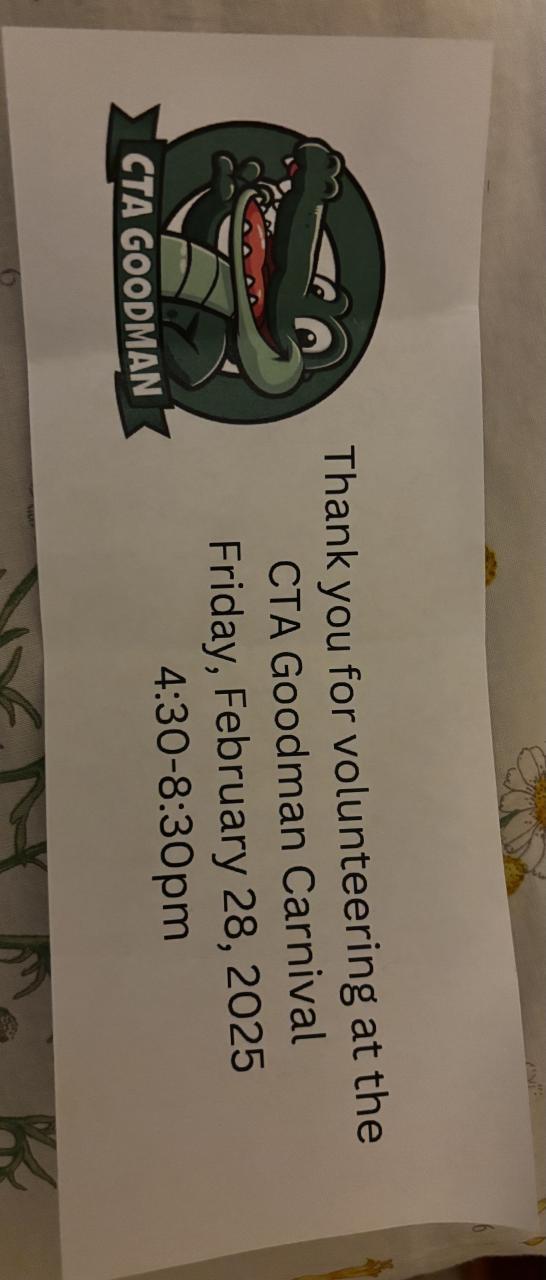 CTA GOODMAN
Thank you for volunteering at the
CTA Goodman Carnival
Friday, February 28, 2025
4:30-8:30pm